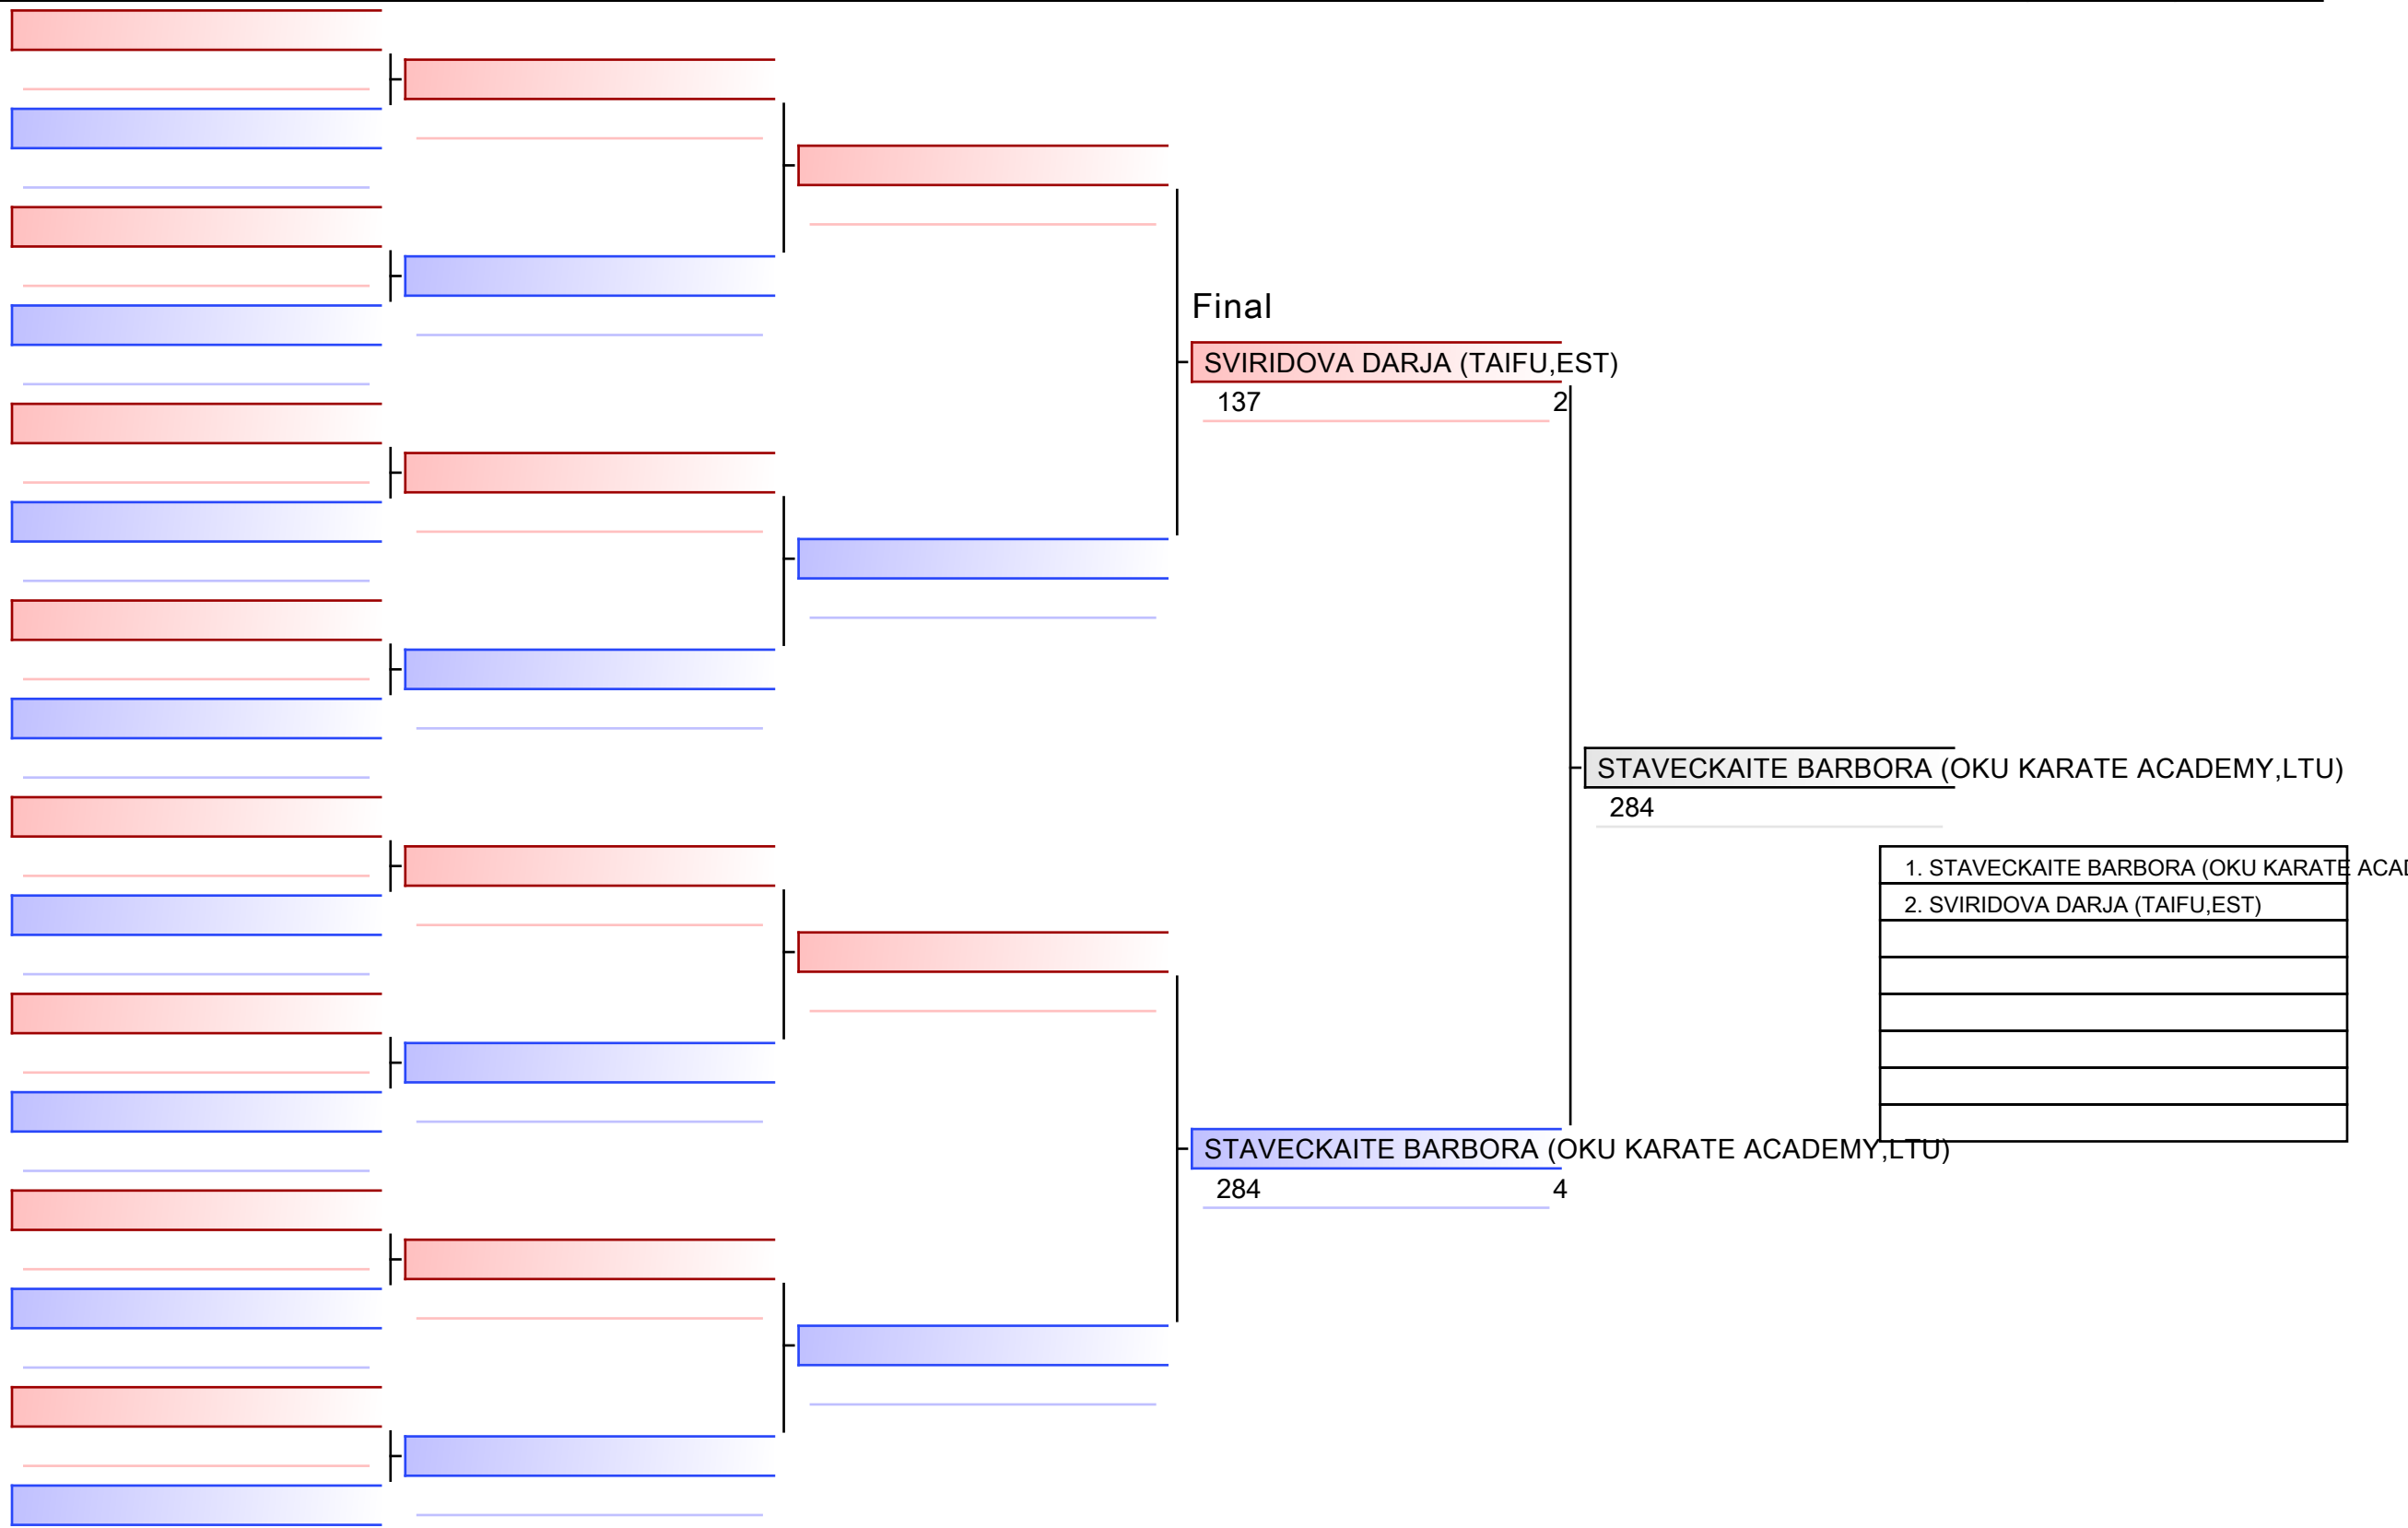 Final
SVIRIDOVA DARJA (TAIFU,EST)
137 2
STAVECKAITE BARBORA (OKU KARATE ACADEMY,LTU)
284
1. STAVECKAITE BARBORA (OKU KARATE ACAD
2. SVIRIDOVA DARJA (TAIFU,EST)
STAVECKAITE BARBORA (OKU KARATE ACADEMY,LTU)
284 4